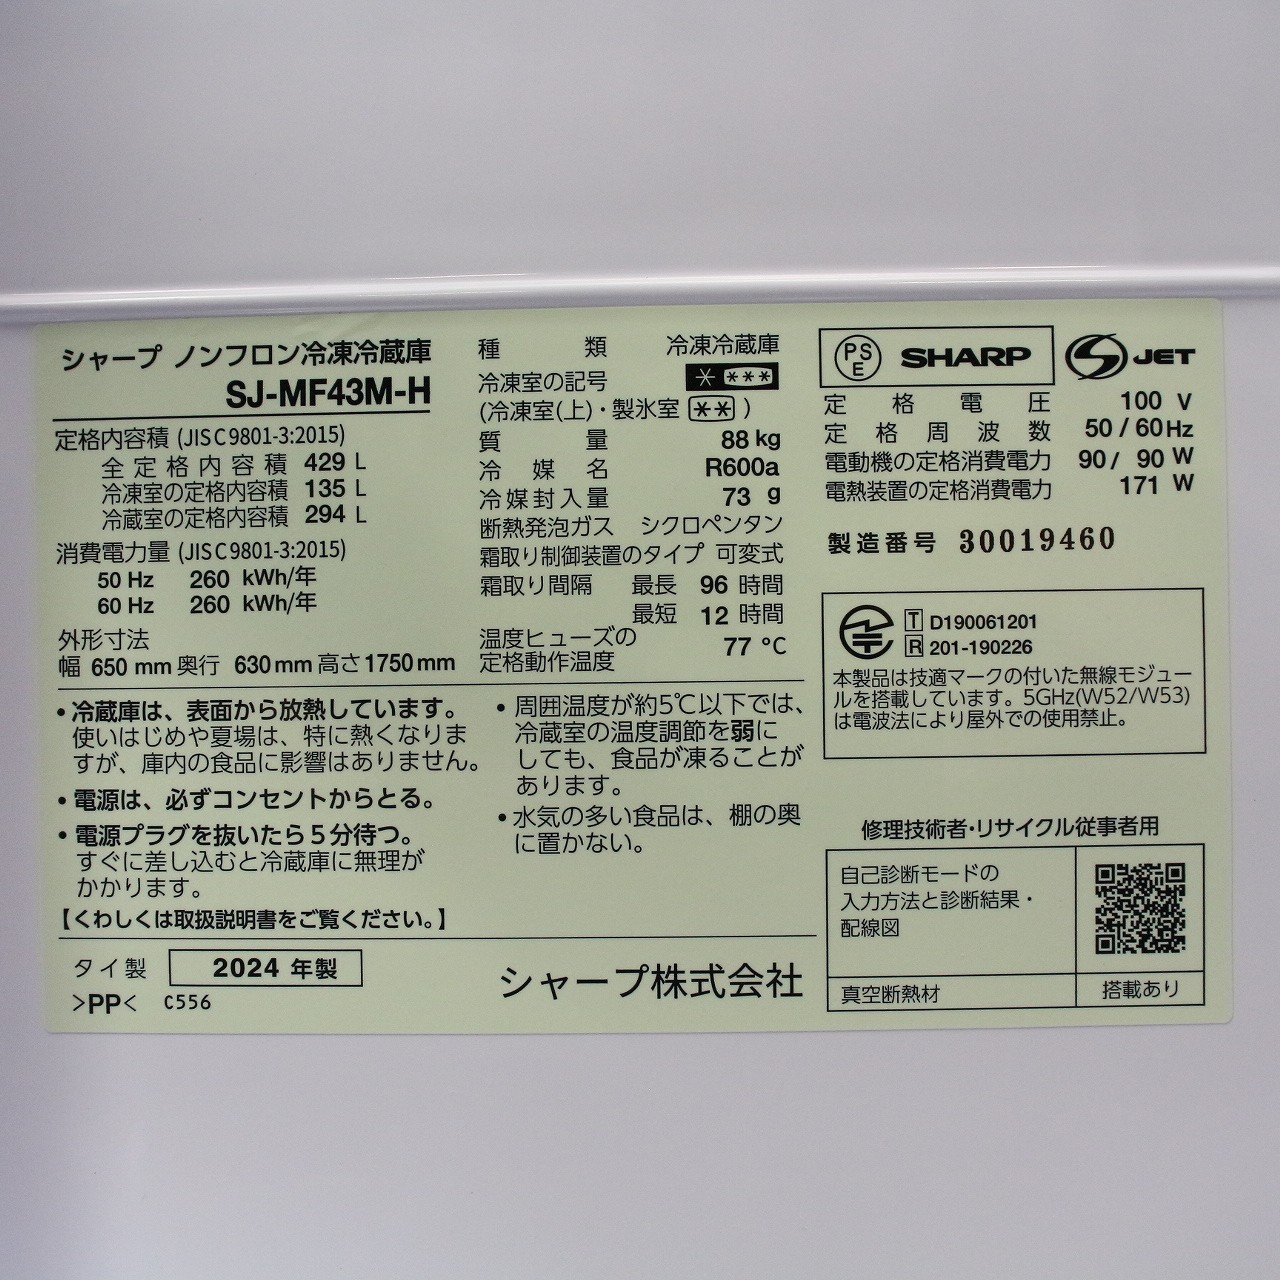 シャープ ノンフロン冷凍冷蔵庫
SJ-MF43M-H
定格内容積 (JIS C 9801-3:2015)
全定格内容積 429 L
冷凍室の定格内容積 135 L
冷蔵室の定格内容積 294 L
消費電力量 (JIS C 9801-3:2015)
50 Hz 260 kWh/年
60 Hz 260 kWh/年
外形寸法
幅 650 mm 奥行 630 mm 高さ 1750 mm
種類 冷凍冷蔵庫
冷凍室の記号 * ***
(冷凍室(上)・製氷室 ** )
質量 88 kg
冷媒名 R600a
冷媒封入量 73 g
断熱発泡ガス シクロペンタン
霜取り制御装置のタイプ 可変式
霜取り間隔 最長 96 時間
最短 12 時間
温度ヒューズの
定格動作温度 77 °C
PSE SHARP
S JET
定格電圧 100 V
定格周波数 50 / 60 Hz
電動機の定格消費電力 90 / 90 W
電熱装置の定格消費電力 171 W
製造番号 30019460
T D190061201
R 201-190226
本製品は技適マークの付いた無線モジュー
ルを搭載しています。5GHz(W52/W53)
は電波法により屋外での使用禁止。
・冷蔵庫は、表面から放熱しています。
使いはじめや夏場は、特に熱くなりま
すが、庫内の食品に影響はありません。
・電源は、必ずコンセントからとる。
・電源プラグを抜いたら5分待つ。
すぐに差し込むと冷蔵庫に無理が
かかります。
【くわしくは取扱説明書をご覧ください。】
・周囲温度が約5℃以下では、
冷蔵室の温度調節を弱に
しても、食品が凍ることが
あります。
・水気の多い食品は、棚の奥
に置かない。
修理技術者・リサイクル従事者用
自己診断モードの
入力方法と診断結果・
配線図
真空断熱材 搭載あり
タイ製 2024 年製
>PP< C556
シャープ株式会社